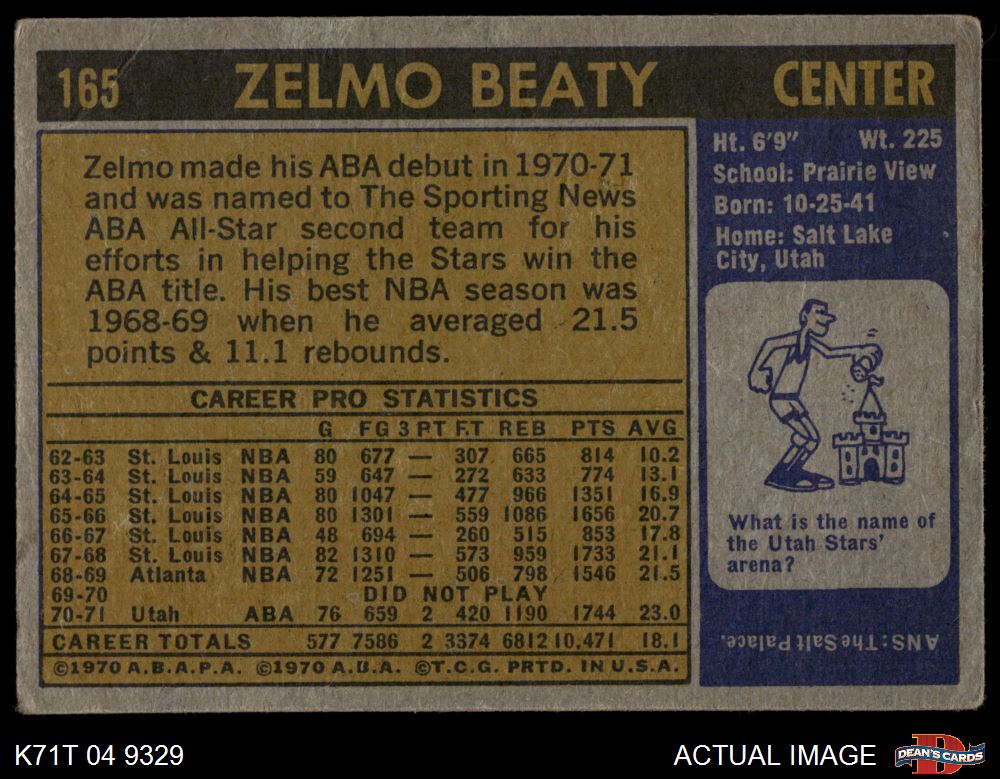 165 ZELMO BEATY CENTER
Zelmo made his ABA debut in 1970-71
and was named to The Sporting News
ABA All-Star second team for his
efforts in helping the Stars win the
ABA title. His best NBA season was
1968-69 when he averaged 21.5
points & 11.1 rebounds.
CAREER PRO STATISTICS
G FG 3 PT F.T REB PTS AVG
62-63 St. Louis NBA 80 677 — 307 665 814 10.2
63-64 St. Louis NBA 59 647 — 272 633 774 13.1
64-65 St. Louis NBA 80 1047 — 477 966 1351 16.9
65-66 St. Louis NBA 80 1301 — 559 1086 1656 20.7
66-67 St. Louis NBA 48 694 — 260 515 853 17.8
67-68 St. Louis NBA 82 1310 — 573 959 1733 21.1
68-69 Atlanta NBA 72 1251 — 506 798 1546 21.5
69-70 DID NOT PLAY
70-71 Utah ABA 76 659 2 420 1190 1744 23.0
CAREER TOTALS 577 7586 2 3374 6812 10,471 18.1
©1970 A.B.A.P.A. ©1970 A.B.A. ©T.C.G. PRTD. IN U.S.A.
Ht. 6'9" Wt. 225
School: Prairie View
Born: 10-25-41
Home: Salt Lake
City, Utah
What is the name of
the Utah Stars'
arena?
ANS: The Salt Palace.
K71T 04 9329 ACTUAL IMAGE DEAN'S CARDS